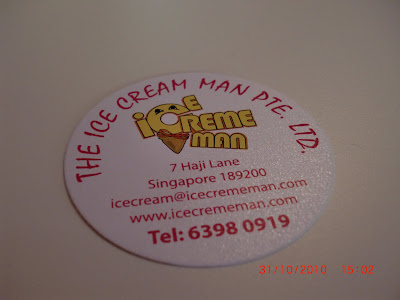 THE ICE CREAM MAN PTE. LTD.
iCE
CREME
MAN
7 Haji Lane
Singapore 189200
icecream@icecrememan.com
www.icecrememan.com
Tel: 6398 0919
31/10/2010 15:02